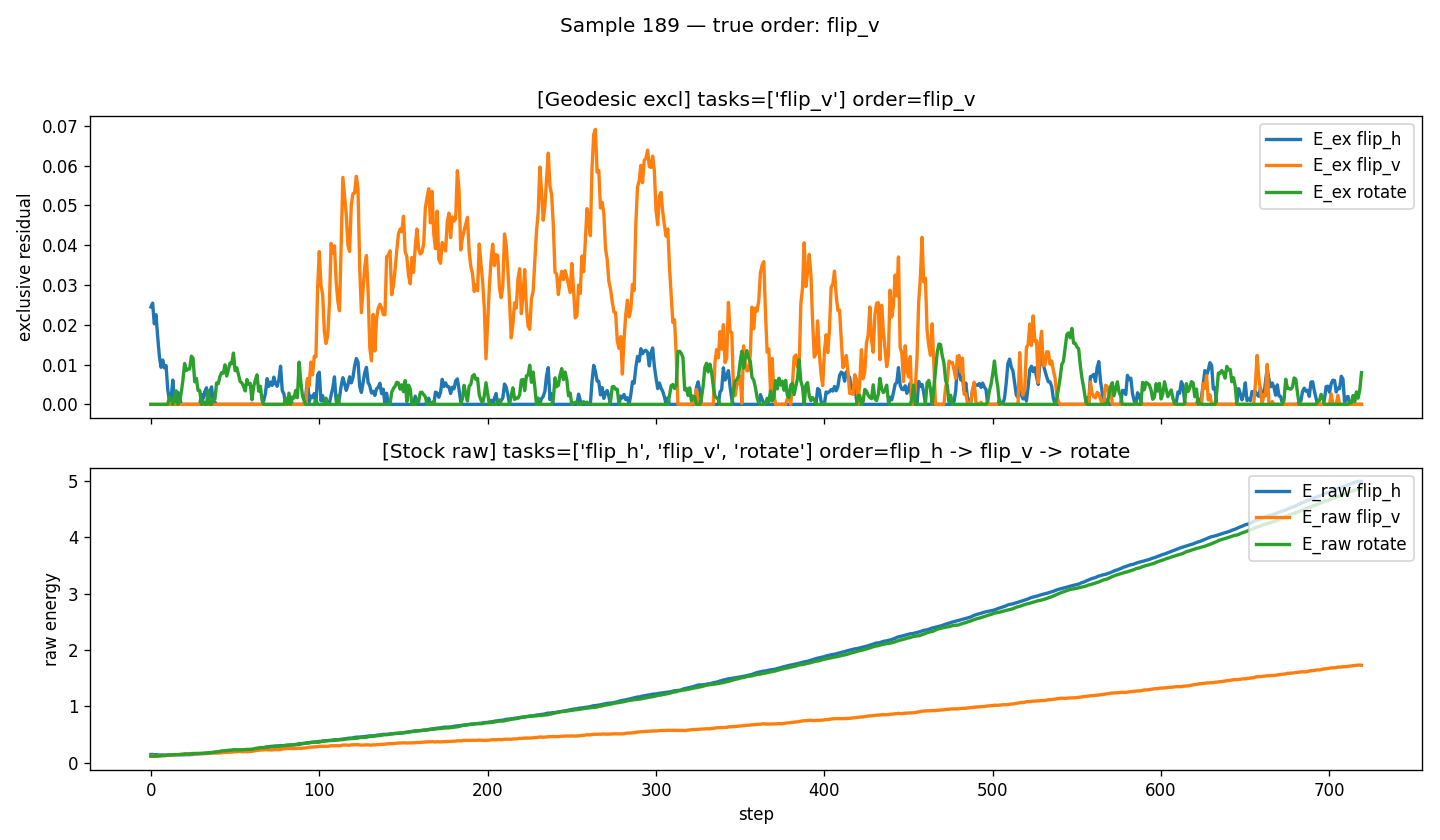 Sample 189 — true order: flip_v
[Geodesic excl] tasks=['flip_v'] order=flip_v
exclusive residual
0.07
0.06
0.05
0.04
0.03
0.02
0.01
0.00
E_ex flip_h
E_ex flip_v
E_ex rotate
[Stock raw] tasks=['flip_h', 'flip_v', 'rotate'] order=flip_h -> flip_v -> rotate
raw energy
5
4
3
2
1
0
E_raw flip_h
E_raw flip_v
E_raw rotate
0 100 200 300 400 500 600 700
step